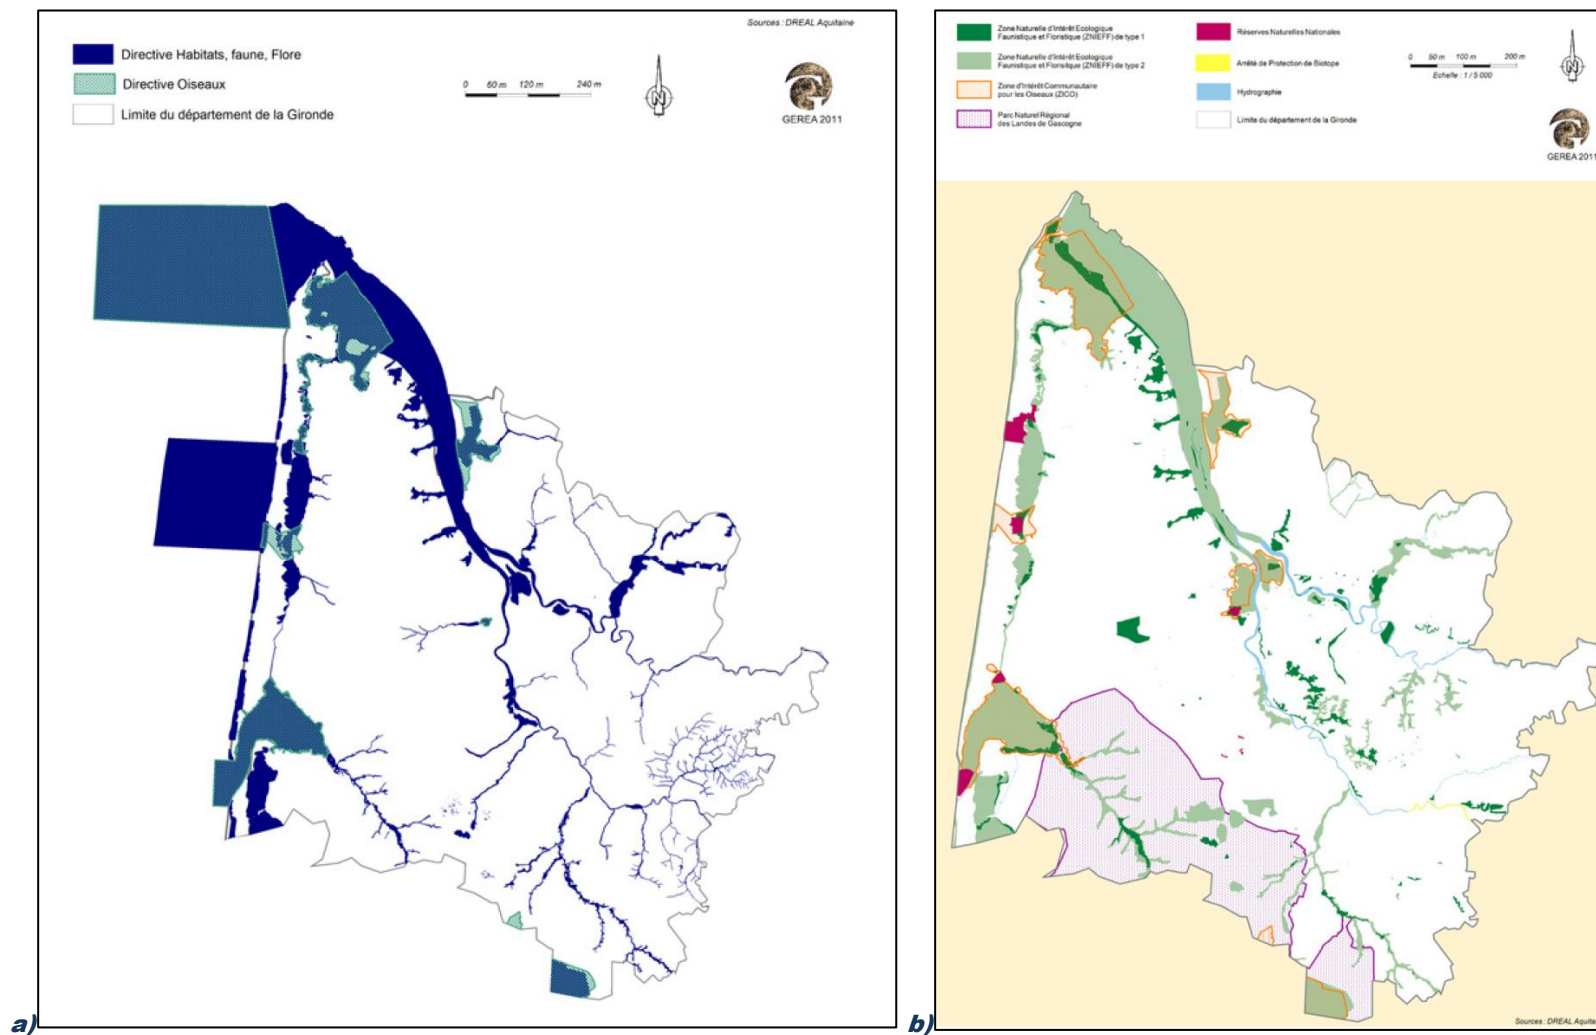 Sources : DREAL Aquitaine
Directive Habitats, faune, Flore
Directive Oiseaux
Limite du département de la Gironde
0 60 m 120 m 240 m
N
GEREA 2011
a)
Zone Naturelle d'Intérêt Ecologique
Faunistique et Floristique (ZNIEFF) de type 1
Zone Naturelle d'Intérêt Ecologique
Faunistique et Florisitque (ZNIEFF) de type 2
Zone d'Intérêt Communautaire
pour les Oiseaux (ZICO)
Parc Naturel Régional
des Landes de Gascogne
Réserves Naturelles Nationales
Arrêté de Protection de Biotope
Hydrographie
Limite du département de la Gironde
0 50 m 100 m 200 m
Echelle : 1 / 5 000
N
GEREA 2011
Sources : DREAL Aquitai
b)